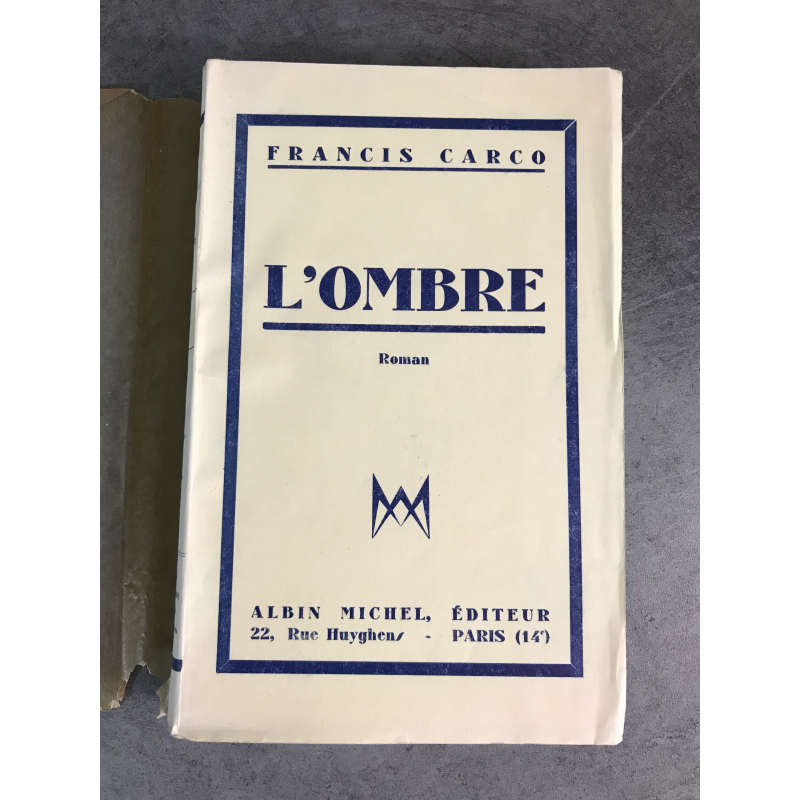 FRANCIS CARCO
L'OMBRE
Roman
ALBIN MICHEL, ÉDITEUR
22, Rue Huyghens - PARIS (14ᵉ)